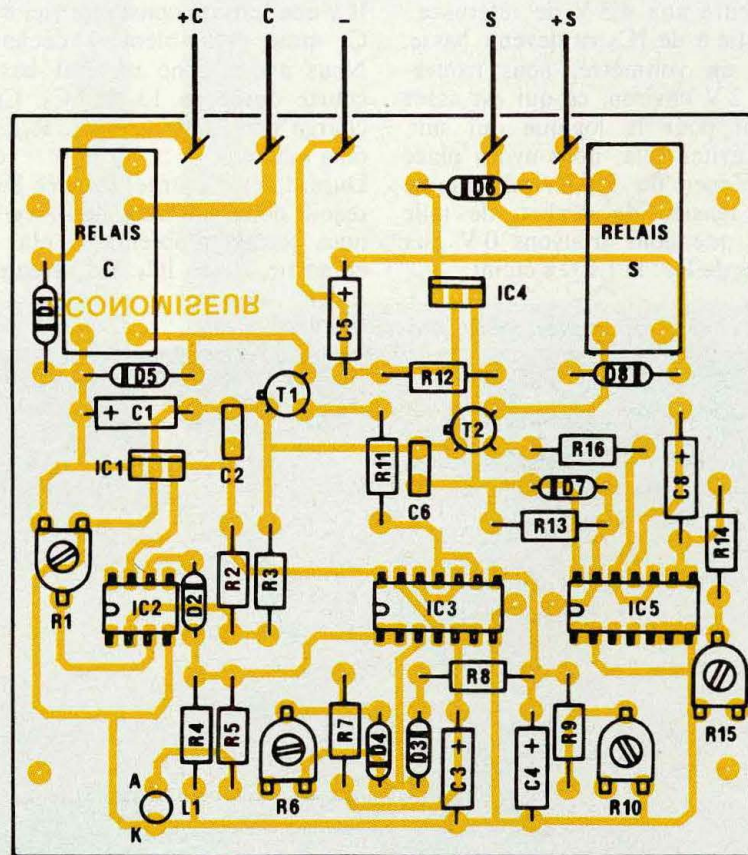 +C C – S +S
RELAIS
C
D6
RELAIS
S
D1
ECONOMISEUR
C5 +
IC4
D5
R12
D8
T1
+ C1
T2
IC1
C2
R11
C6
R16
D7
C8 +
R13
R14
R1
IC2
D2
R2
R3
IC3
IC5
R8
R15
R4
R5
R6
R7
D4
D3
C3 +
C4 +
R9
R10
A
L1
K